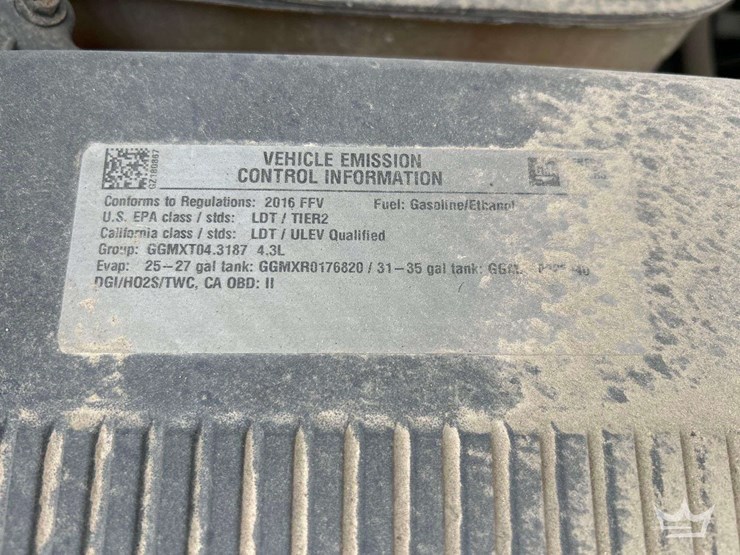 VEHICLE EMISSION
CONTROL INFORMATION
GM
Conforms to Regulations: 2016 FFV Fuel: Gasoline/Ethanol
U.S. EPA class / stds: LDT / TIER2
California class / stds: LDT / ULEV Qualified
Group: GGMXT04.3187 4.3L
Evap: 25-27 gal tank: GGMXR0176820 / 31-35 gal tank:
DGI/HO2S/TWC, CA OBD: II